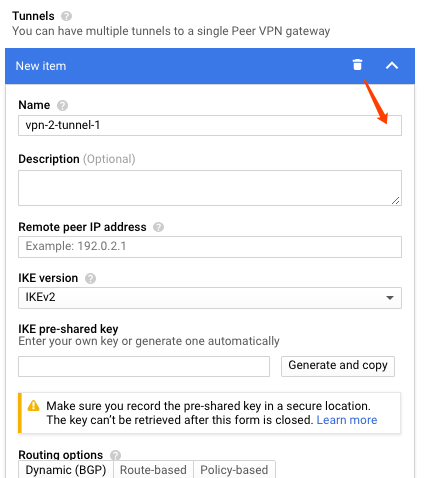 Tunnels
You can have multiple tunnels to a single Peer VPN gateway
New item
Name
vpn-2-tunnel-1
Description (Optional)
Remote peer IP address
Example: 192.0.2.1
IKE version
IKEv2
IKE pre-shared key
Enter your own key or generate one automatically
Generate and copy
Make sure you record the pre-shared key in a secure location.
The key can't be retrieved after this form is closed. Learn more
Routing options
Dynamic (BGP) Route-based Policy-based